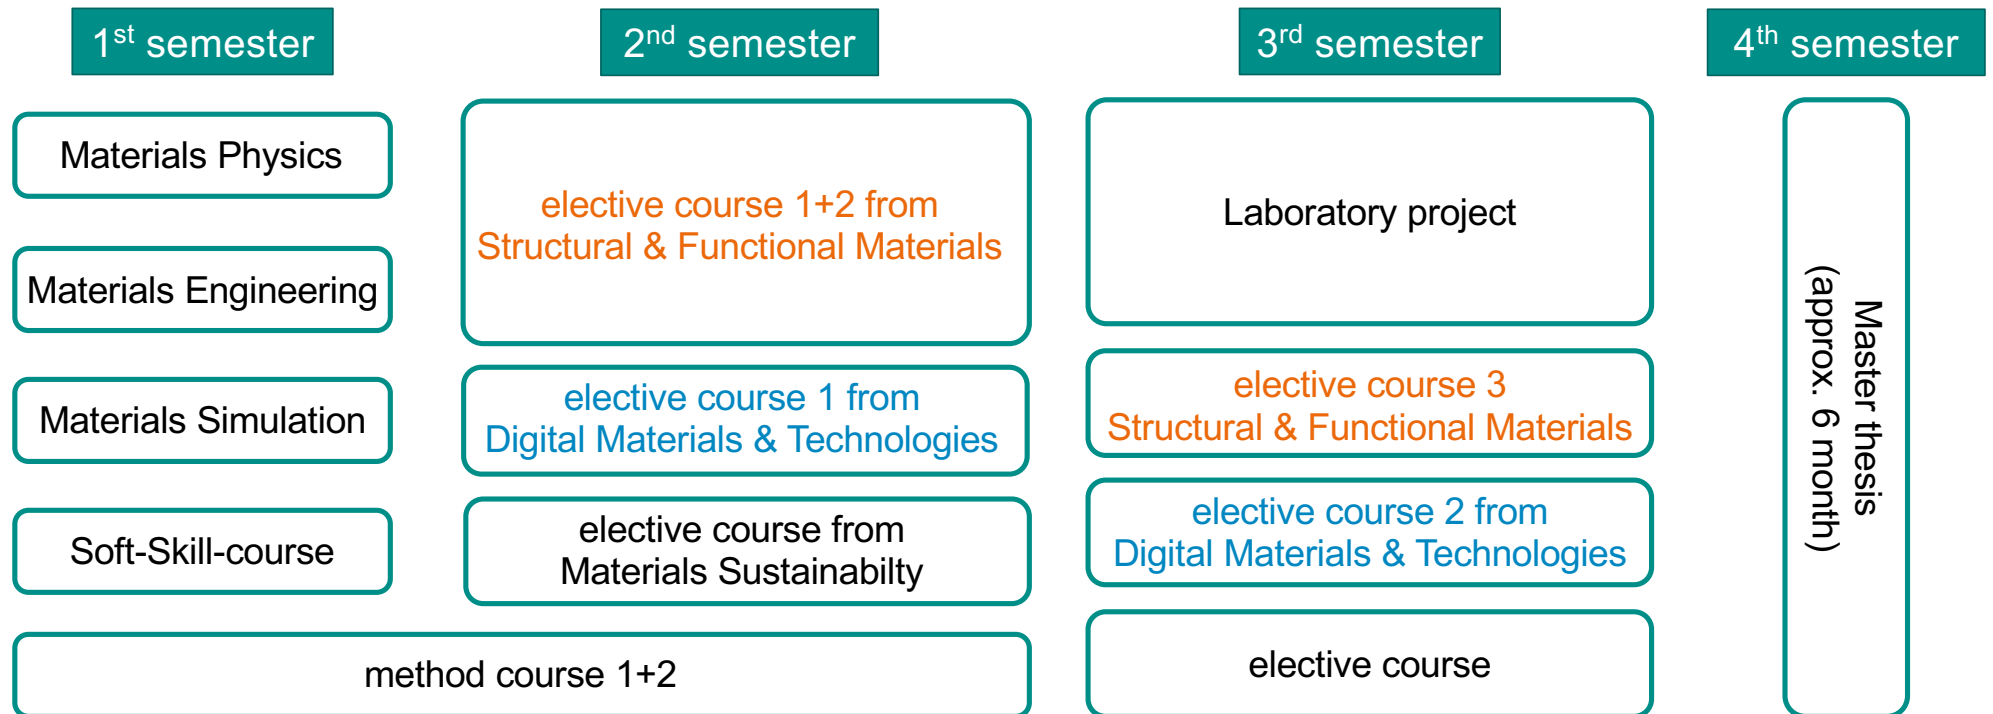 1st semester
2nd semester
3rd semester
4th semester
Materials Physics
Materials Engineering
Materials Simulation
Soft-Skill-course
method course 1+2
elective course 1+2 from
Structural & Functional Materials
elective course 1 from
Digital Materials & Technologies
elective course from
Materials Sustainabilty
Laboratory project
elective course 3
Structural & Functional Materials
elective course 2 from
Digital Materials & Technologies
elective course
Master thesis
(approx. 6 month)